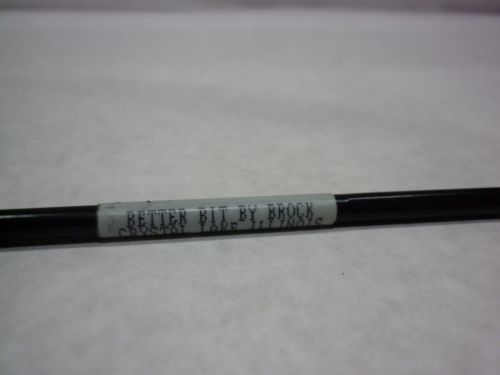 BETTER BIT BY BROCK
CRYSTAL LAKE ILLINOIS